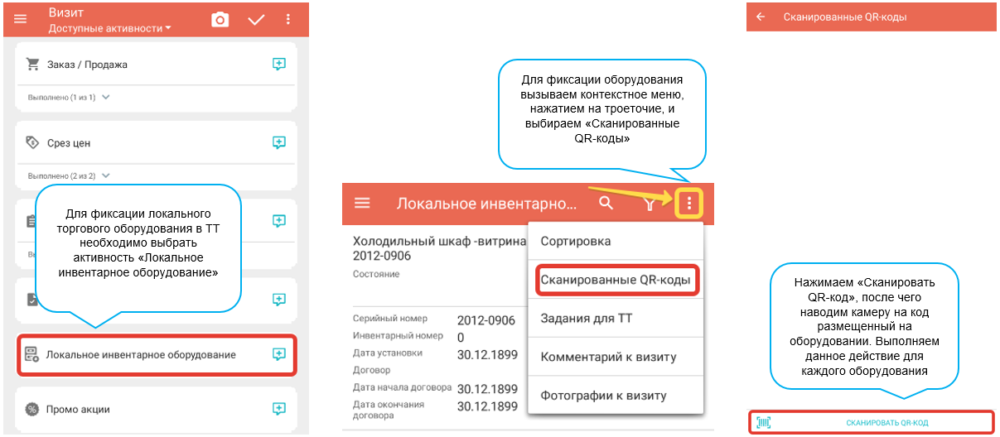 Визит
Доступные активности
Заказ / Продажа
Выполнено (1 из 1)
Срез цен
Выполнено (2 из 2)
Для фиксации локального
торгового оборудования в ТТ
необходимо выбрать
активность «Локальное
инвентарное оборудование»
Локальное инвентарное оборудование
Промо акции
Для фиксации оборудования
вызываем контекстное меню,
нажатием на троеточие, и
выбираем «Сканированные
QR-коды»
Локальное инвентарно...
Холодильный шкаф -витрина
2012-0906
Состояние
Серийный номер 2012-0906
Инвентарный номер 0
Дата установки 30.12.1899
Договор
Дата начала договора 30.12.1899
Дата окончания 30.12.1899
договора
Сортировка
Сканированные QR-коды
Задания для ТТ
Комментарий к визиту
Фотографии к визиту
Сканированные QR-коды
Нажимаем «Сканировать
QR-код», после чего
наводим камеру на код
размещенный на
оборудовании. Выполняем
данное действие для
каждого оборудования
СКАНИРОВАТЬ QR-КОД